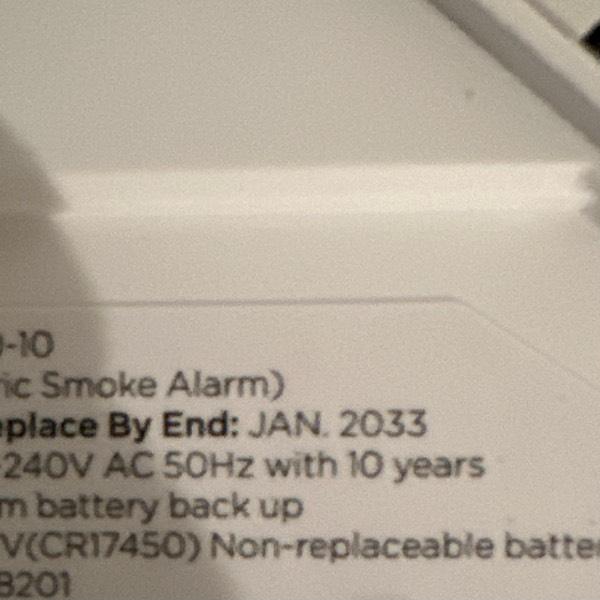 -10
ric Smoke Alarm)
eplace By End: JAN. 2033
240V AC 50Hz with 10 years
m battery back up
V(CR17450) Non-replaceable batte
8201